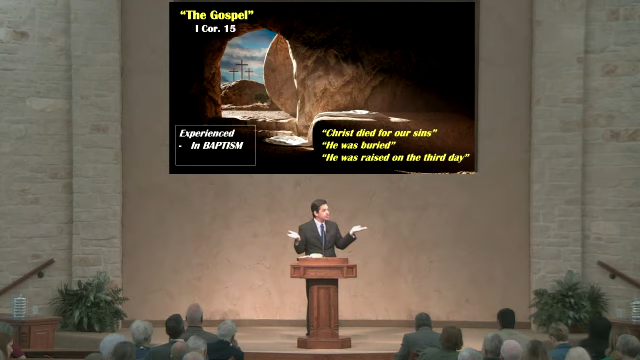 "The Gospel"
I Cor. 15
Experienced
- In BAPTISM
"Christ died for our sins"
"He was buried"
"He was raised on the third day"